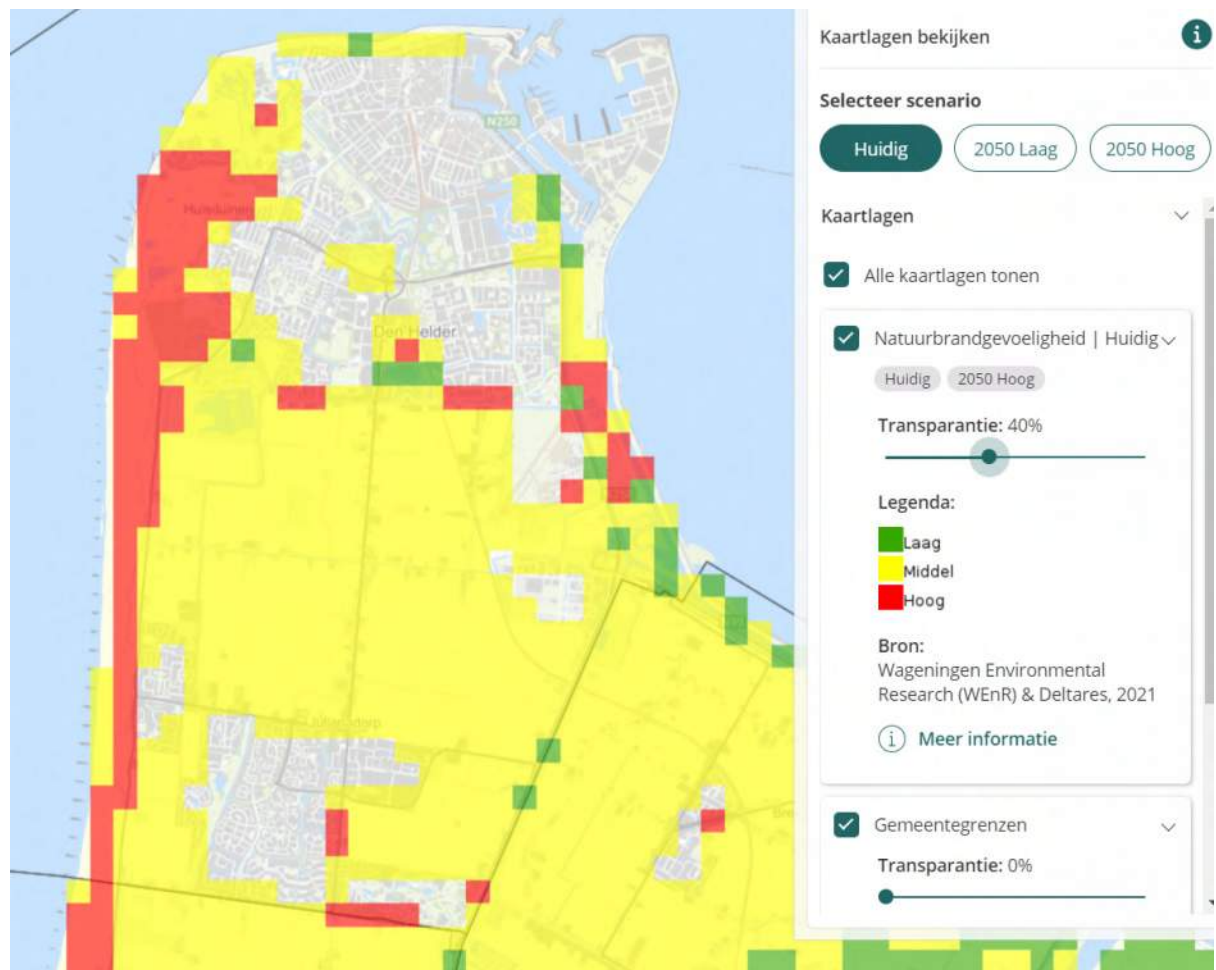 Kaartlagen bekijken
Selecteer scenario
Huidig
2050 Laag
2050 Hoog
Kaartlagen
Alle kaartlagen tonen
Natuurbrandgevoeligheid | Huidig
Huidig
2050 Hoog
Transparantie: 40%
Legenda:
Laag
Middel
Hoog
Bron:
Wageningen Environmental
Research (WEnR) & Deltares, 2021
Meer informatie
Gemeentegrenzen
Transparantie: 0%
N250
Huisduinen
Den Helder
Julianadorp